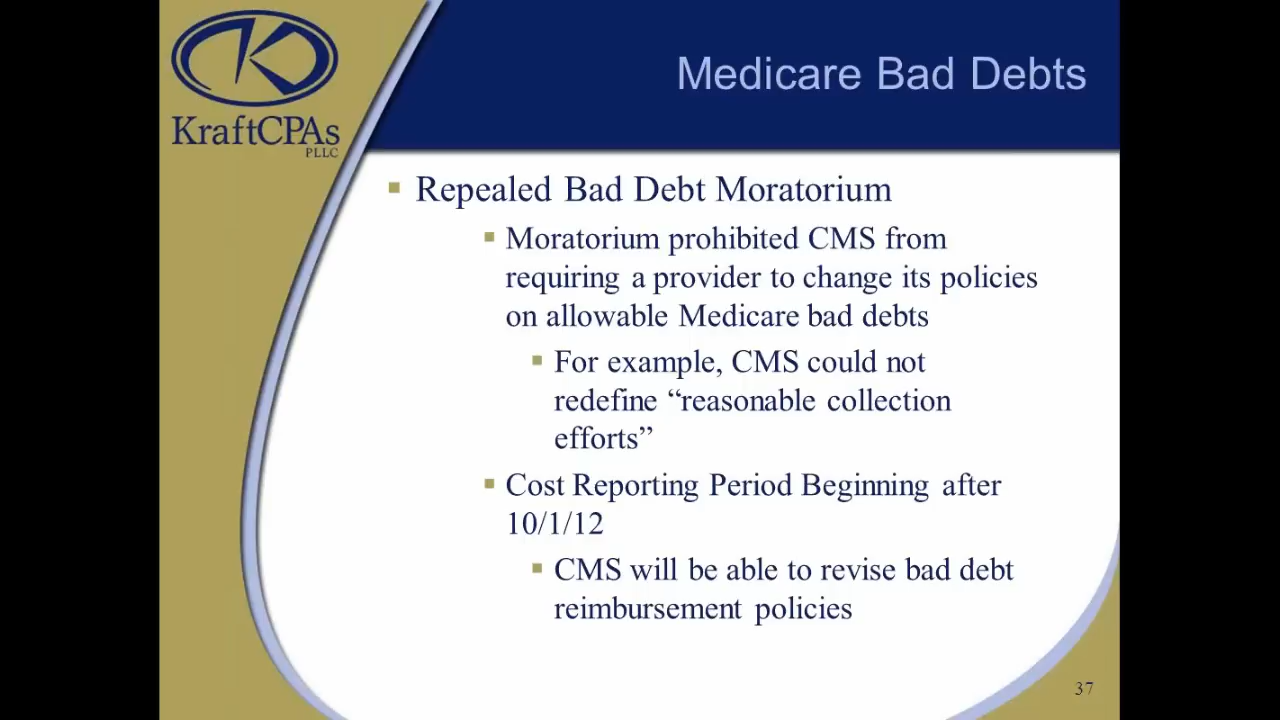 KraftCPAs
PLLC
Medicare Bad Debts
Repealed Bad Debt Moratorium
Moratorium prohibited CMS from
requiring a provider to change its policies
on allowable Medicare bad debts
For example, CMS could not
redefine “reasonable collection
efforts”
Cost Reporting Period Beginning after
10/1/12
CMS will be able to revise bad debt
reimbursement policies
37